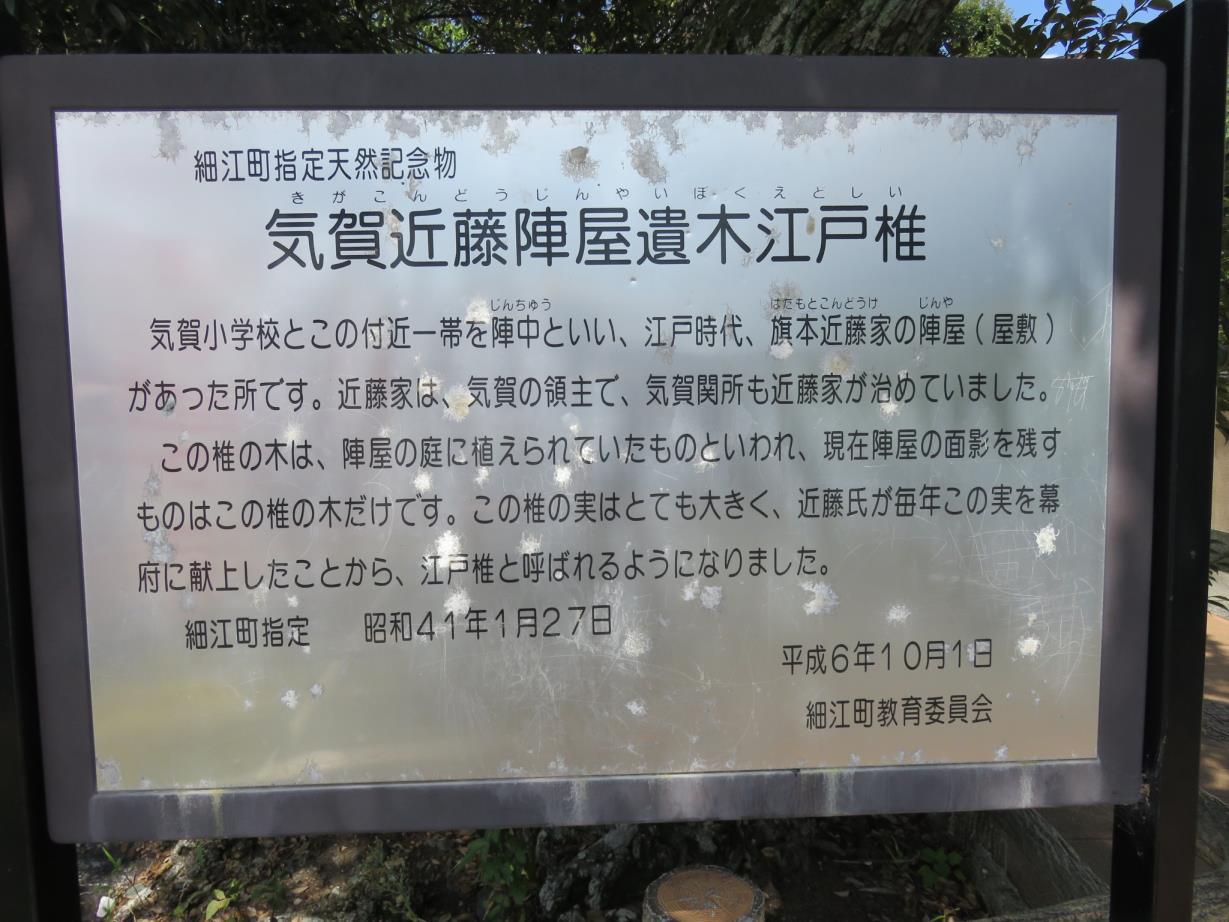 細江町指定天然記念物
きがこんどうじんやいぼくえどしい
気賀近藤陣屋遺木江戸椎
じんちゅう はたもとこんどうけ じんや
気賀小学校とこの付近一帯を陣中といい、江戸時代、旗本近藤家の陣屋(屋敷)
があった所です。近藤家は、気賀の領主で、気賀関所も近藤家が治めていました。
この椎の木は、陣屋の庭に植えられていたものといわれ、現在陣屋の面影を残す
ものはこの椎の木だけです。この椎の実はとても大きく、近藤氏が毎年この実を幕
府に献上したことから、江戸椎と呼ばれるようになりました。
細江町指定 昭和41年1月27日
平成6年10月1日
細江町教育委員会